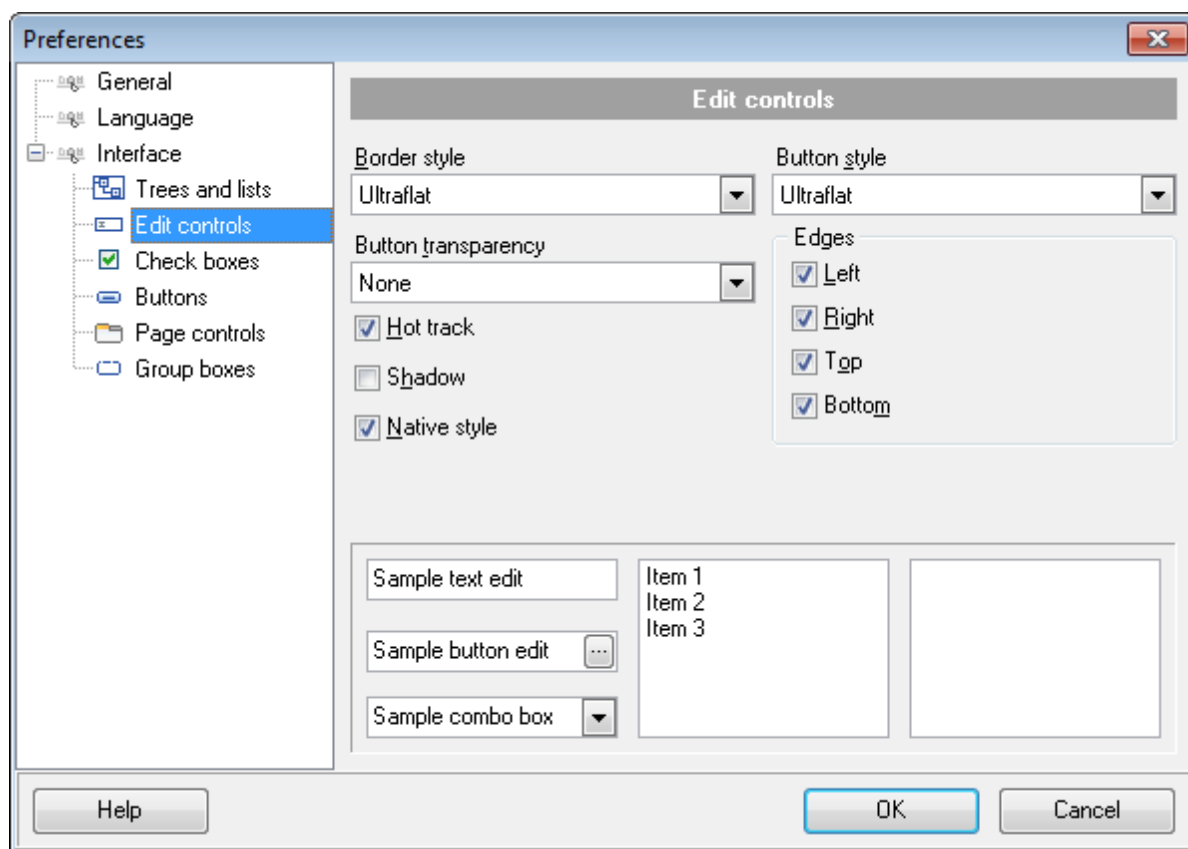 Preferences
General
Language
Interface
Trees and lists
Edit controls
Check boxes
Buttons
Page controls
Group boxes
Edit controls
Border style
Button style
Ultraflat
Ultraflat
Button transparency
None
Edges
Left
Right
Top
Bottom
Hot track
Shadow
Native style
Sample text edit
Sample button edit
...
Sample combo box
Item 1
Item 2
Item 3
Help
OK
Cancel